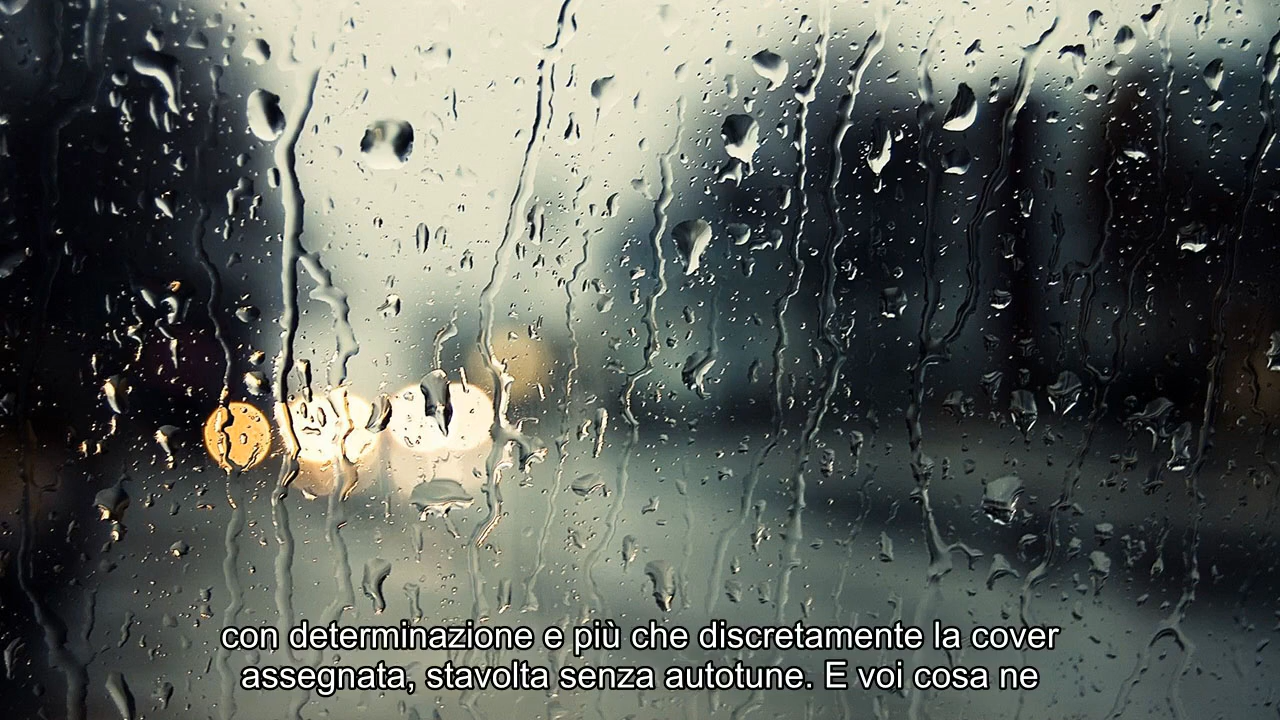 con determinazione e più che discretamente la cover
assegnata, stavolta senza autotune. E voi cosa ne